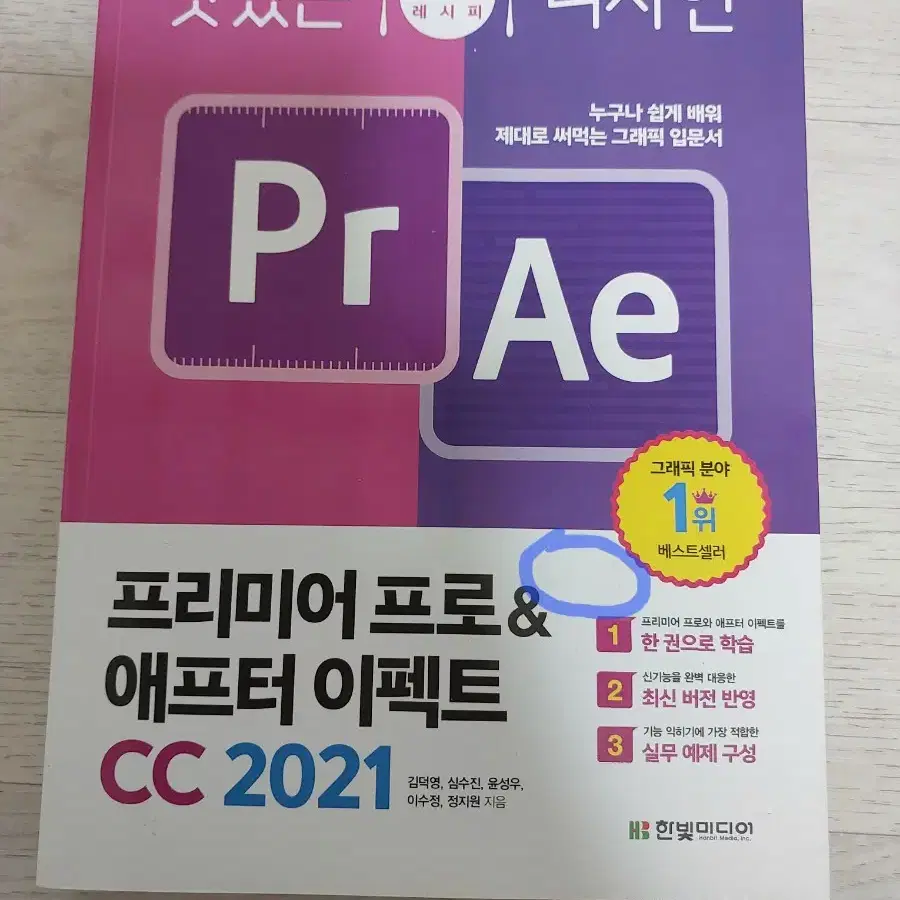 레시피
누구나 쉽게 배워
제대로 써먹는 그래픽 입문서
Pr
Ae
그래픽 분야
1위
베스트셀러
프리미어 프로 &
애프터 이펙트
CC 2021
김덕영, 심수진, 윤성우,
이수정, 정지원 지음
1 프리미어 프로와 애프터 이펙트를
한 권으로 학습
2 신기능을 완벽 대응한
최신 버전 반영
3 기능 익히기에 가장 적합한
실무 예제 구성
HB 한빛미디어
Hanbit Media, Inc.